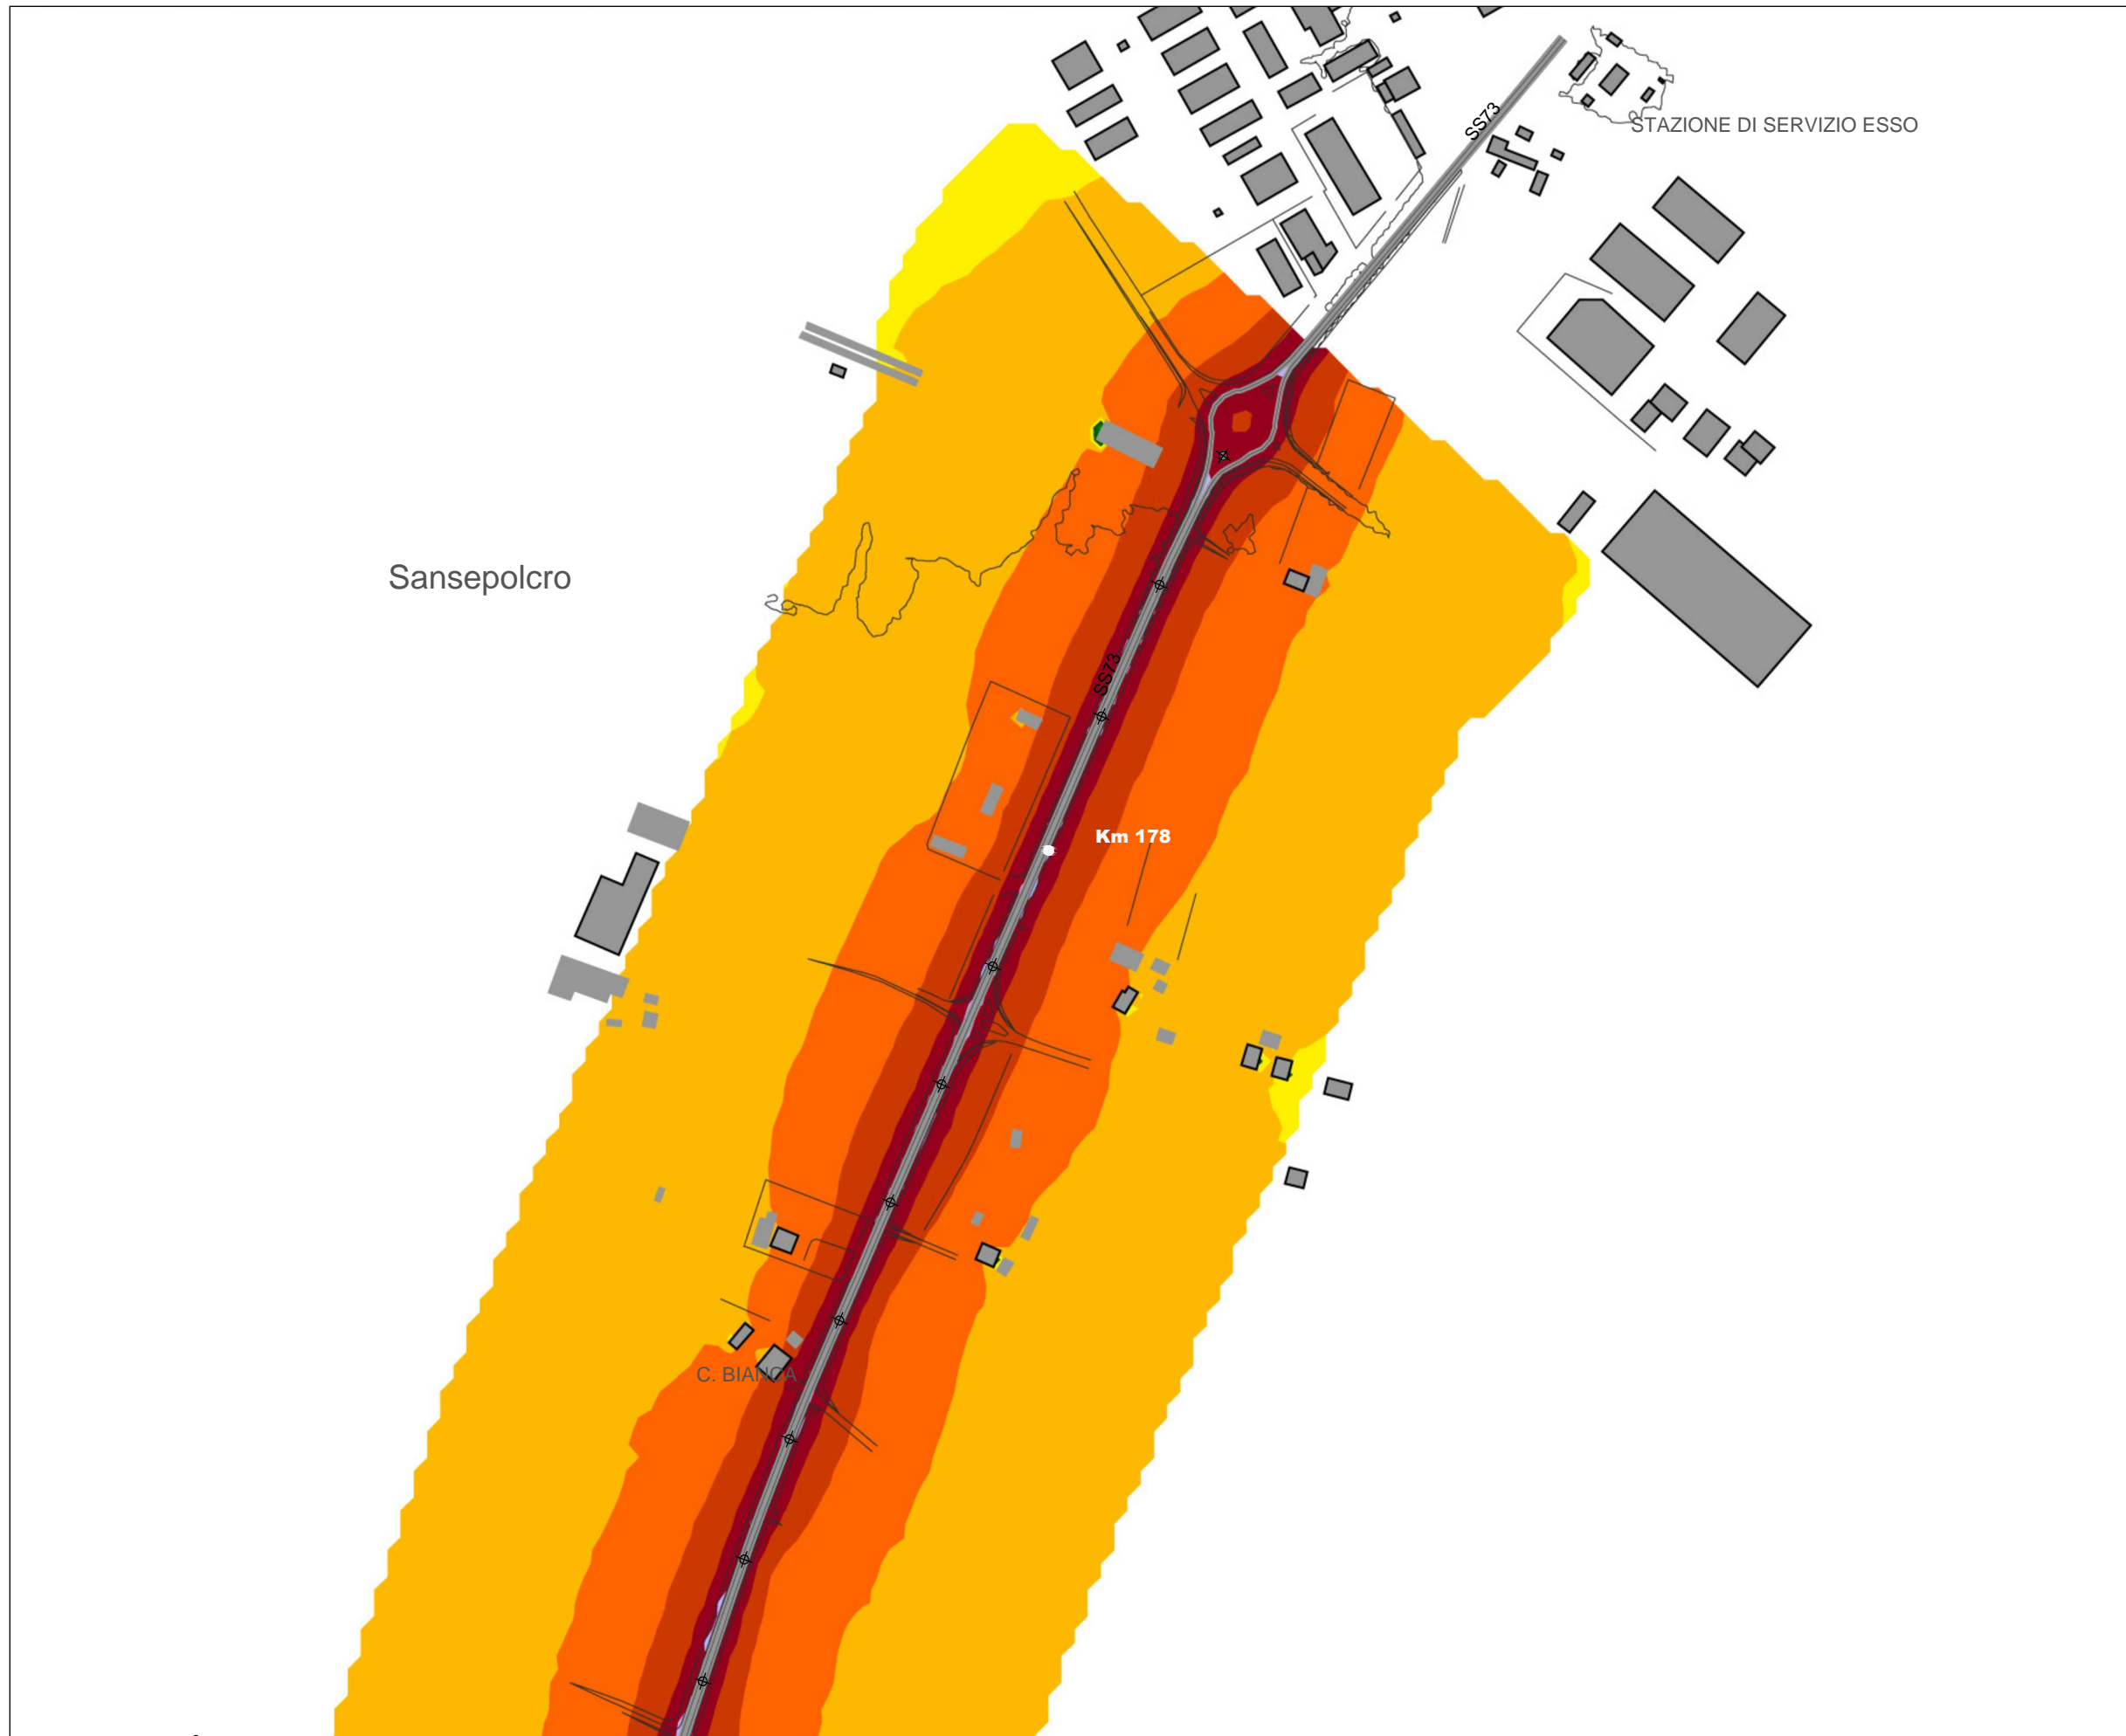 SS73
STAZIONE DI SERVIZIO ESSO
Sansepolcro
SS73
Km 178
C. BIANCA